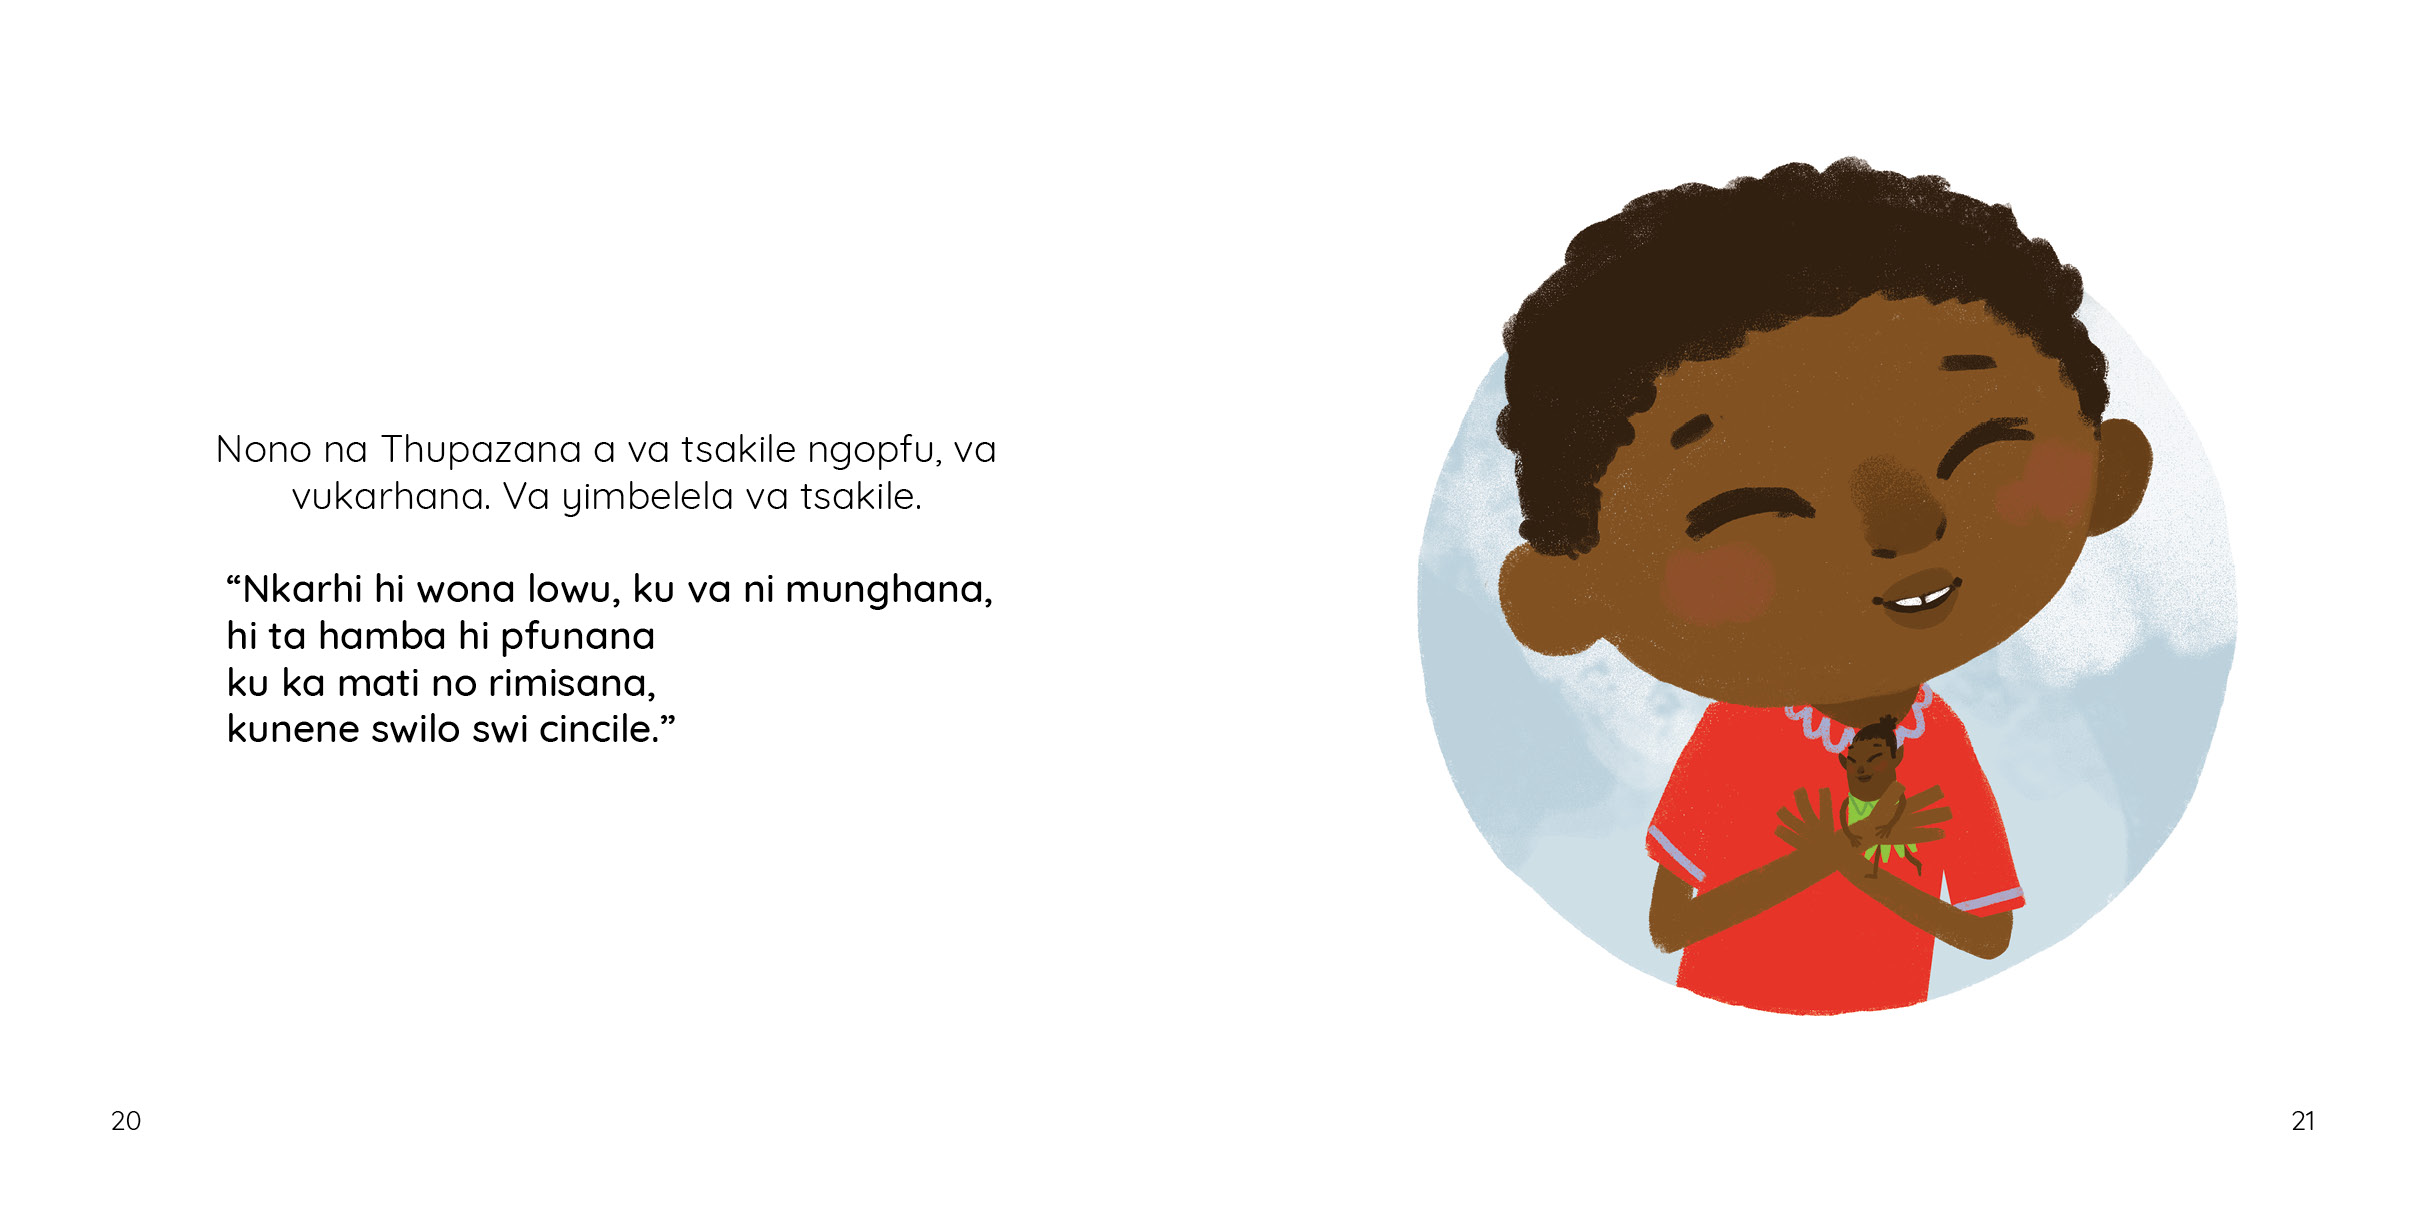 Nono na Thupazana a va tsakile ngopfu, va
vukarhana. Va yimbelela va tsakile.
“Nkarhi hi wona lowu, ku va ni munghana,
hi ta hamba hi pfunana
ku ka mati no rimisana,
kunene swilo swi cincile.”
20
21